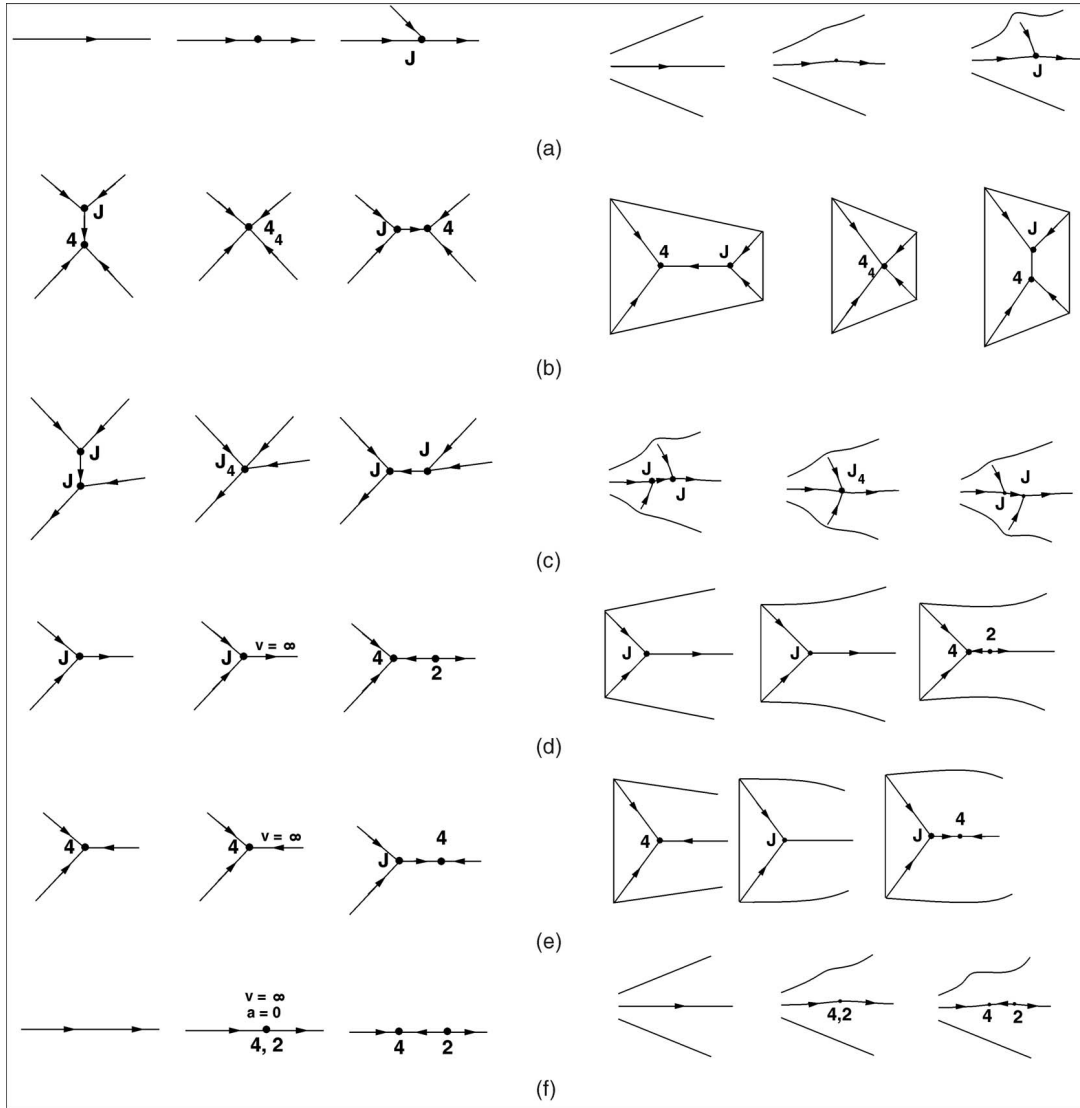 J J
(a)
J 4 4 4 J 4 4 J 4 4 J 4
(b)
J J J 4 J J J J J 4 J J
(c)
J J v = ∞ 4 2 J J 4 2
(d)
4 4 v = ∞ J 4 4 J J 4
(e)
v = ∞
a = 0
4, 2 4 2 4,2 4 2
(f)